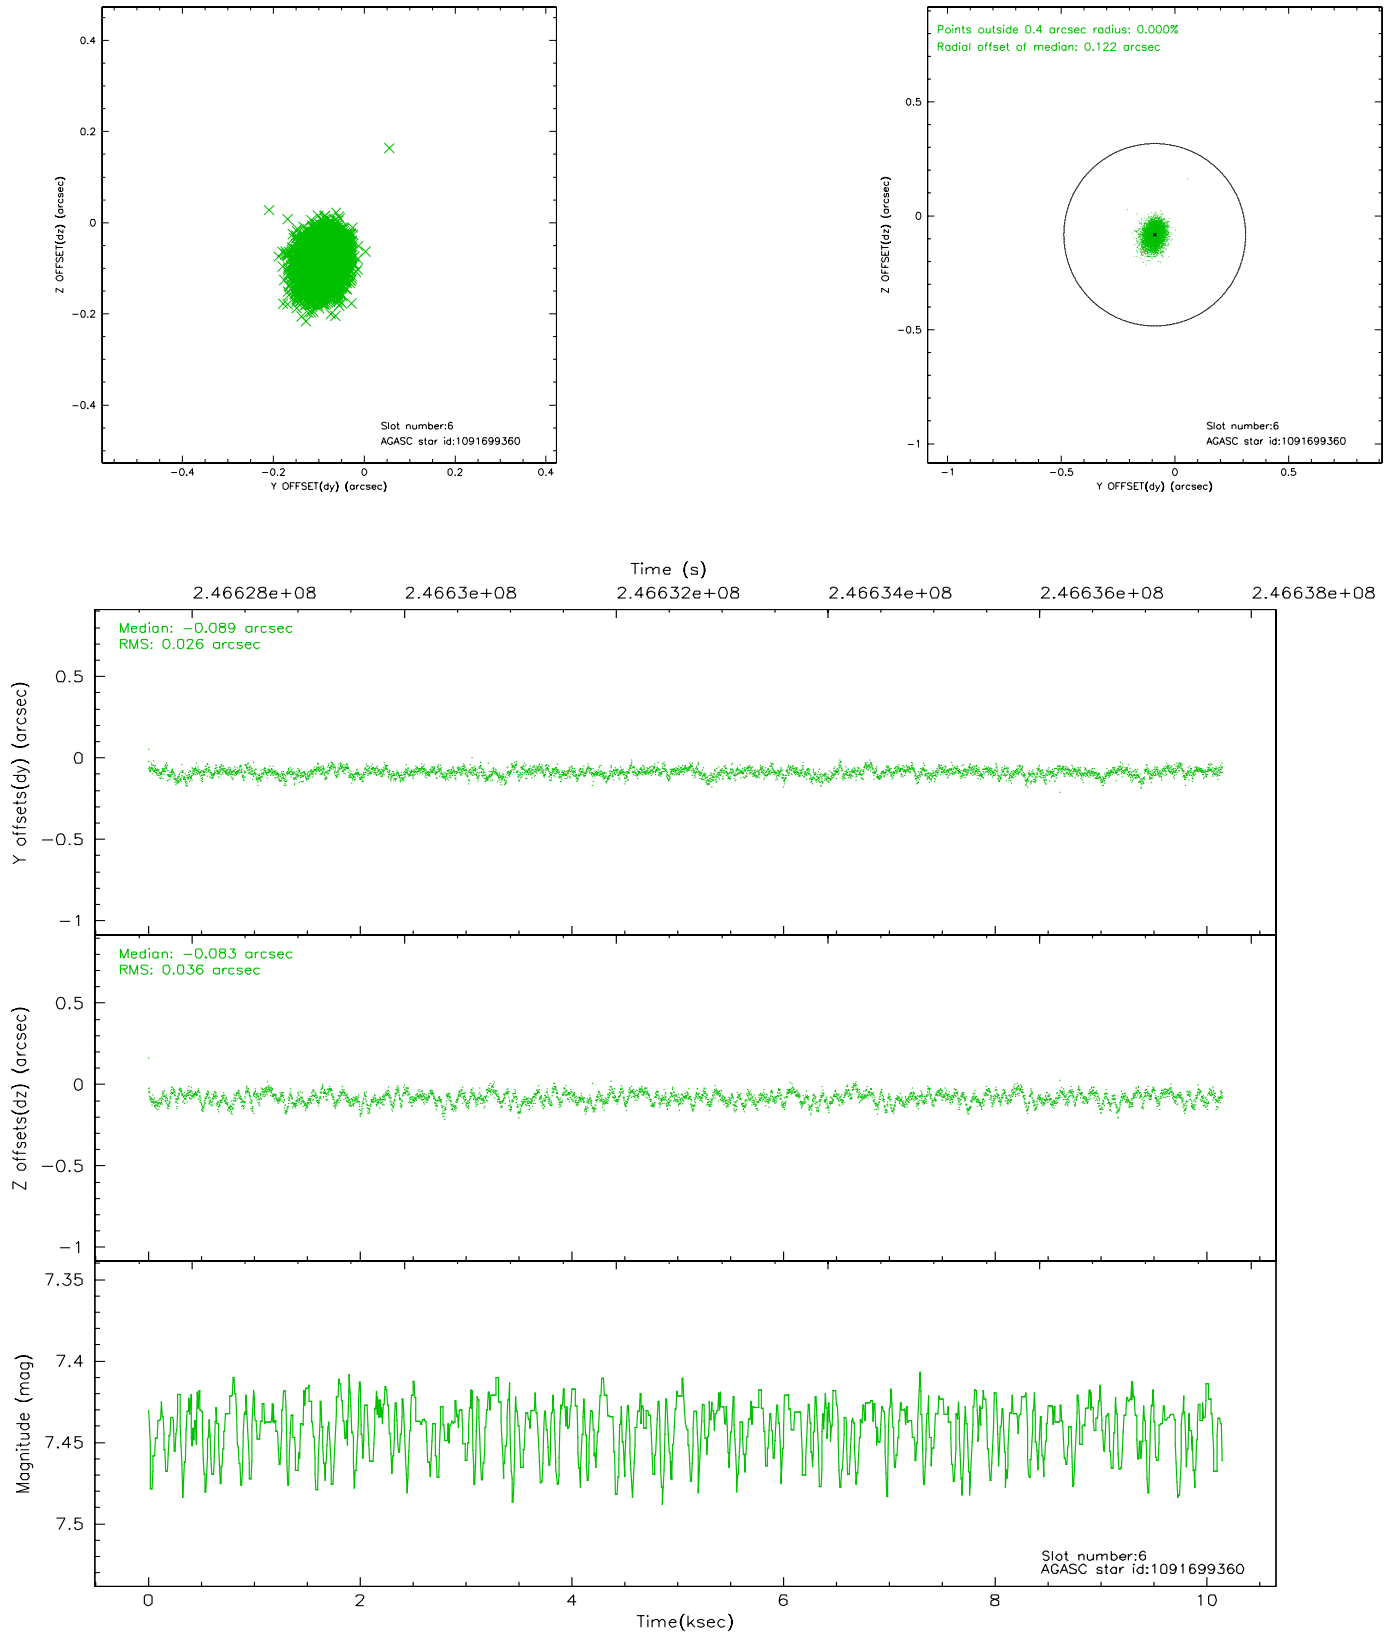 0.4
0.2
0
-0.2
-0.4
Z OFFSET(dz) (arcsec)
Slot number:6
AGASC star id:1091699360
-0.4 -0.2 0 0.2 0.4
Y OFFSET(dy) (arcsec)
Points outside 0.4 arcsec radius: 0.000%
Radial offset of median: 0.122 arcsec
0.5
0
-0.5
-1
Z OFFSET(dz) (arcsec)
Slot number:6
AGASC star id:1091699360
-1 -0.5 0 0.5
Y OFFSET(dy) (arcsec)
Time (s)
2.46628e+08 2.4663e+08 2.46632e+08 2.46634e+08 2.46636e+08 2.46638e+08
Median: -0.089 arcsec
RMS: 0.026 arcsec
0.5
0
-0.5
-1
Y offsets(dy) (arcsec)
Median: -0.083 arcsec
RMS: 0.036 arcsec
0.5
0
-0.5
-1
Z offsets(dz) (arcsec)
7.35
7.4
7.45
7.5
Magnitude (mag)
Slot number:6
AGASC star id:1091699360
0 2 4 6 8 10
Time(ksec)